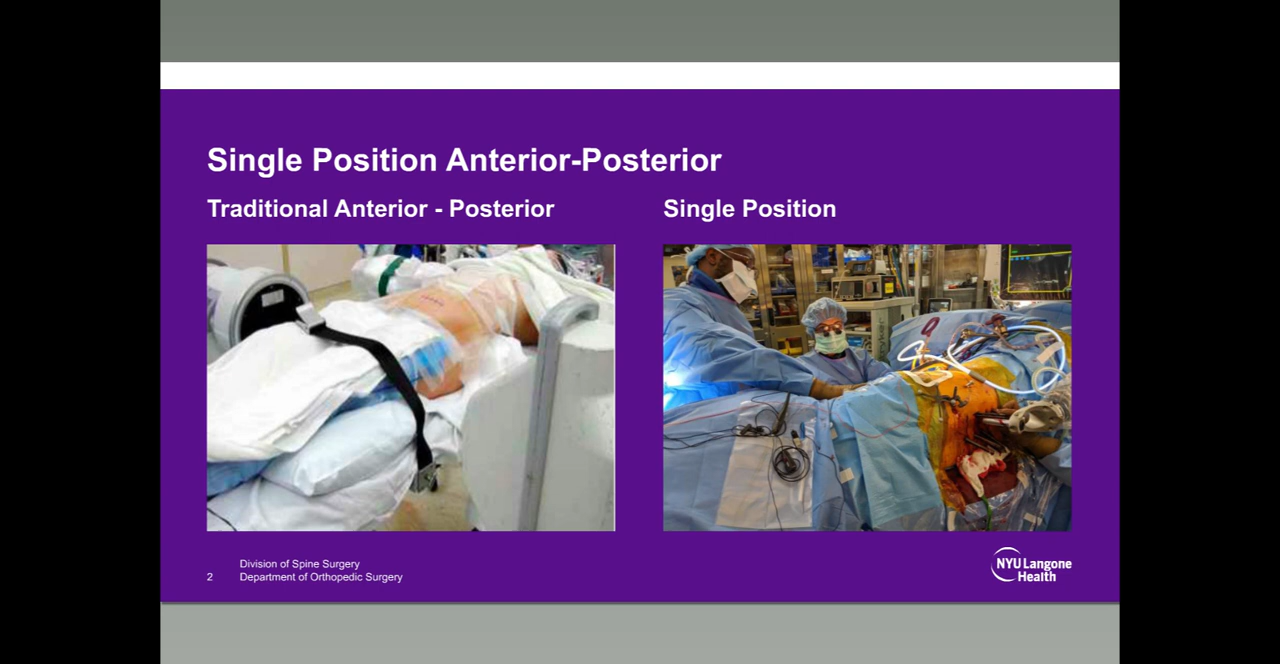 Single Position Anterior-Posterior
Traditional Anterior - Posterior
Single Position
Division of Spine Surgery
2 Department of Orthopedic Surgery
NYU Langone
Health